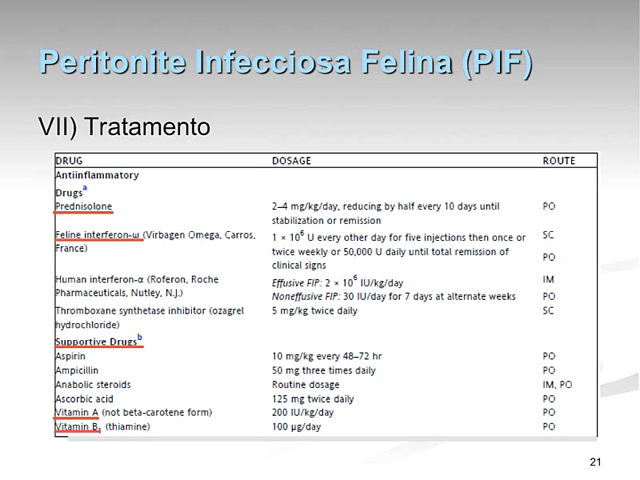 Peritonite Infecciosa Felina (PIF)
VII) Tratamento
DRUG DOSAGE ROUTE
Antiinflammatory
Drugsᵃ
Prednisolone 2–4 mg/kg/day, reducing by half every 10 days until PO
stabilization or remission
Feline interferon-ω (Virbagen Omega, Carros, 1 × 10⁶ U every other day for five injections then once or SC
France) twice weekly or 50,000 U daily until total remission of PO
clinical signs
Human interferon-α (Roferon, Roche Effusive FIP: 2 × 10⁶ IU/kg/day IM
Pharmaceuticals, Nutley, N.J.) Noneffusive FIP: 30 IU/day for 7 days at alternate weeks PO
Thromboxane synthetase inhibitor (ozagrel 5 mg/kg twice daily SC
hydrochloride)
Supportive Drugsᵇ
Aspirin 10 mg/kg every 48–72 hr PO
Ampicillin 50 mg three times daily PO
Anabolic steroids Routine dosage IM, PO
Ascorbic acid 125 mg twice daily PO
Vitamin A (not beta-carotene form) 200 IU/kg/day PO
Vitamin B₁ (thiamine) 100 µg/day PO
21